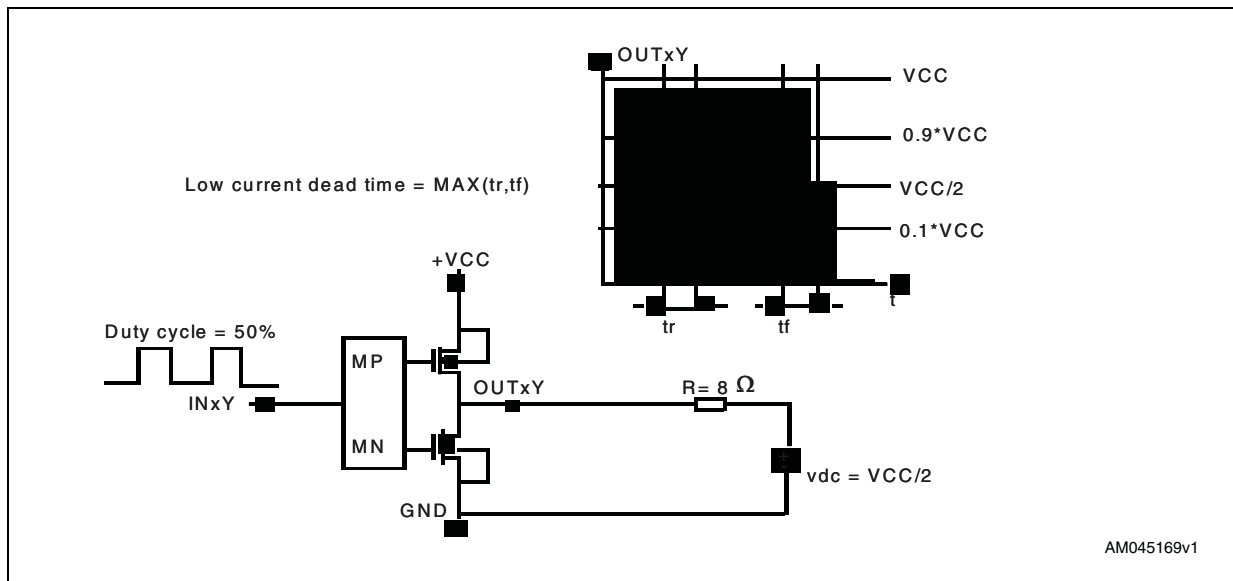 OUTxY
VCC
0.9*VCC
Low current dead time = MAX(tr,tf)
VCC/2
0.1*VCC
+VCC
t
tr
tf
Duty cycle = 50%
MP
OUTxY
R= 8 Ω
INxY
MN
+
-
vdc = VCC/2
GND
AM045169v1